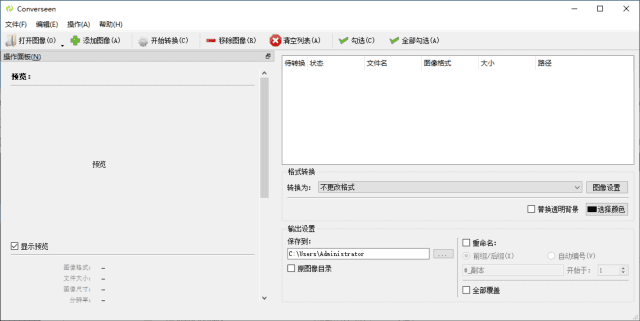 Converseen
文件(F) 编辑(E) 操作(A) 帮助(H)
打开图像(O) 添加图像(A) 开始转换(C) 移除图像(R) 清空列表(A) 勾选(C) 全部勾选(A)
操作面板(N)
预览:
预览
显示预览
图像格式: -
文件大小: -
图像尺寸: -
分辨率: -
待转换 状态 文件名 图像格式 大小 路径
格式转换
转换为: 不更改格式 图像设置
替换透明背景 选择颜色
输出设置
保存到:
C:\Users\Administrator ...
原图像目录
重命名:
前缀/后缀(X) 自动编号(V)
#_副本 开始于: 1
全部覆盖